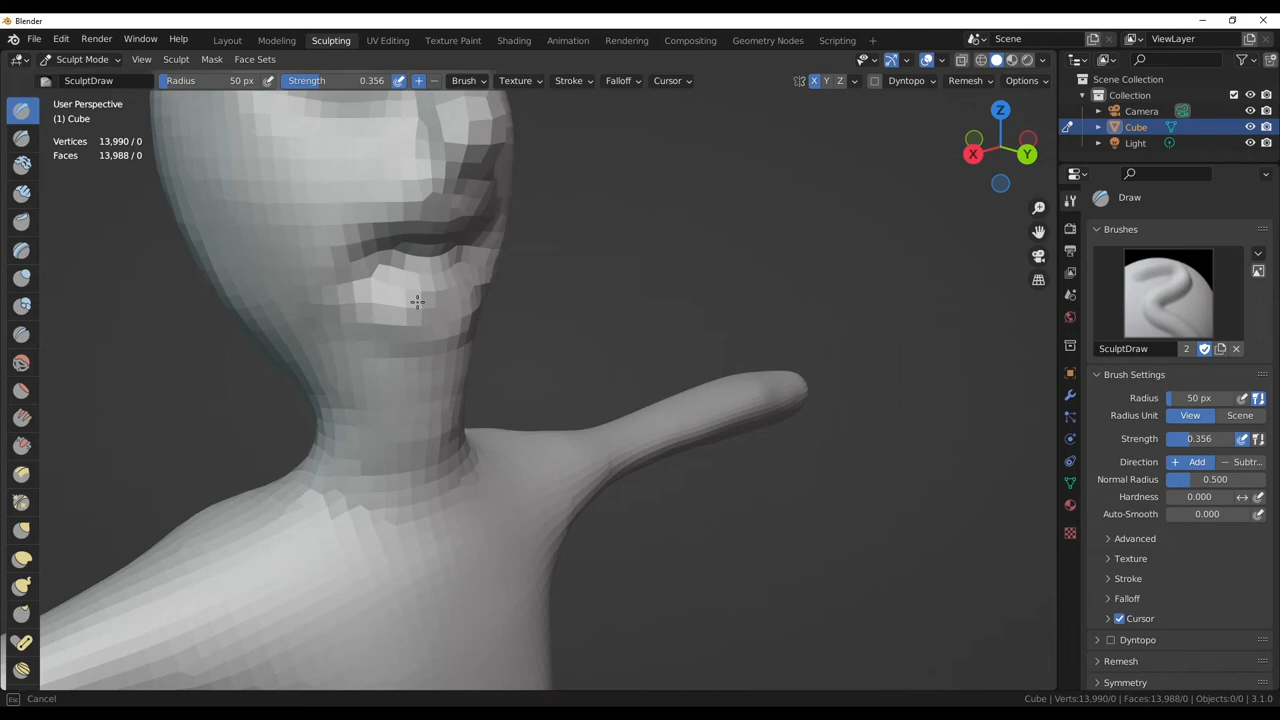 Blender
File Edit Render Window Help Layout Modeling Sculpting UV Editing Texture Paint Shading Animation Rendering Compositing Geometry Nodes Scripting + Scene ViewLayer
Sculpt Mode View Sculpt Mask Face Sets
SculptDraw Radius 50 px Strength 0.356 Brush Texture Stroke Falloff Cursor X Y Z Dyntopo Remesh Options
User Perspective
(1) Cube
Vertices 13,990 / 0
Faces 13,988 / 0
Z
X
Y
Scene Collection
Collection
Camera
Cube
Light
Draw
Brushes
SculptDraw 2
Brush Settings
Radius 50 px
Radius Unit View Scene
Strength 0.356
Direction + Add − Subtr...
Normal Radius 0.500
Hardness 0.000
Auto-Smooth 0.000
Advanced
Texture
Stroke
Falloff
Cursor
Dyntopo
Remesh
Symmetry
Esc Cancel
Cube | Verts:13,990/0 | Faces:13,988/0 | Objects:0/0 | 3.1.0